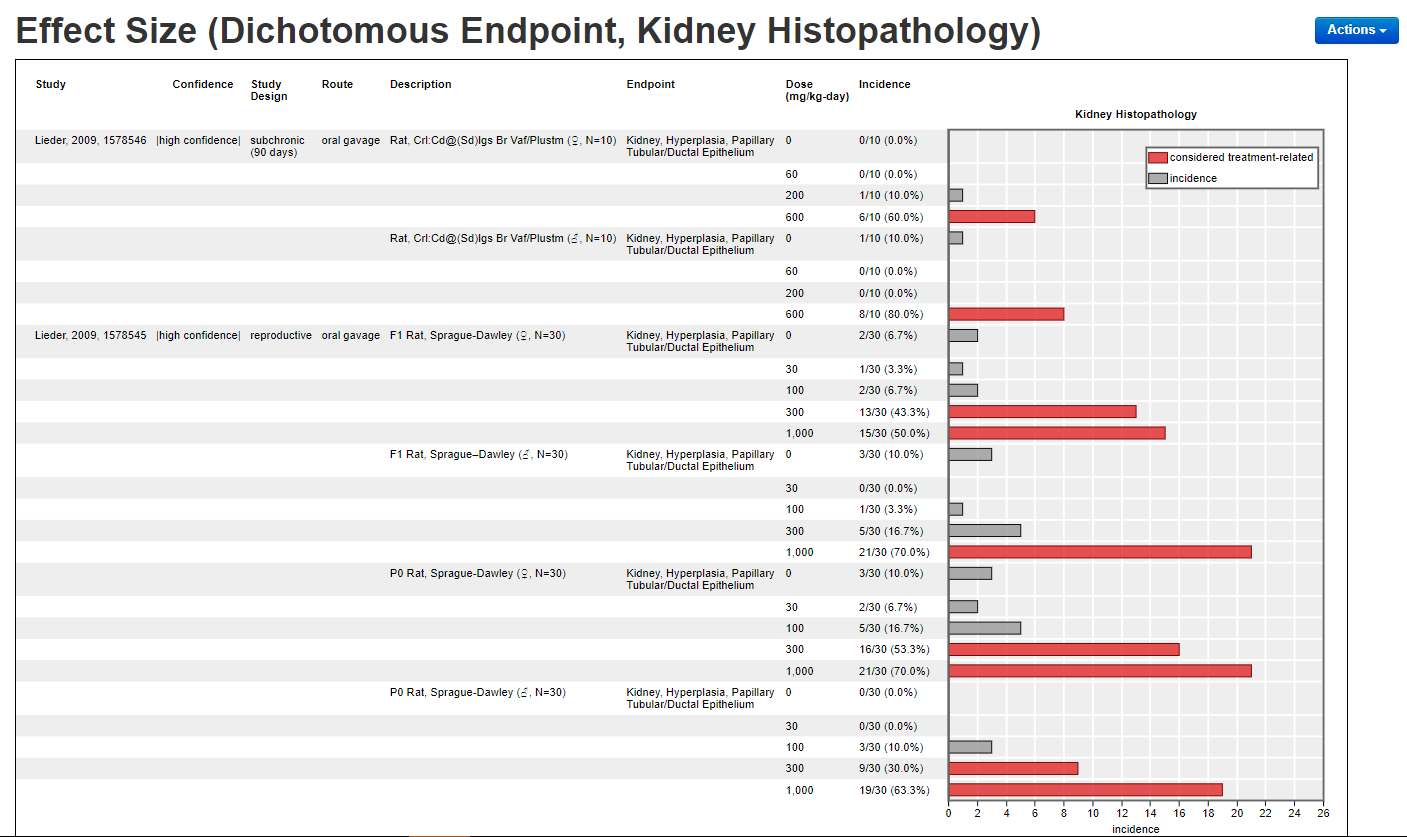 Effect Size (Dichotomous Endpoint, Kidney Histopathology)
Actions
Study Confidence Study Design Route Description Endpoint Dose (mg/kg-day) Incidence
Kidney Histopathology
considered treatment-related
incidence
Lieder, 2009, 1578546 |high confidence| subchronic (90 days) oral gavage Rat, Crl:Cd@(Sd)Igs Br Vaf/Plustm (♀, N=10) Kidney, Hyperplasia, Papillary Tubular/Ductal Epithelium 0 0/10 (0.0%)
60 0/10 (0.0%)
200 1/10 (10.0%)
600 6/10 (60.0%)
Rat, Crl:Cd@(Sd)Igs Br Vaf/Plustm (♂, N=10) Kidney, Hyperplasia, Papillary Tubular/Ductal Epithelium 0 1/10 (10.0%)
60 0/10 (0.0%)
200 0/10 (0.0%)
600 8/10 (80.0%)
Lieder, 2009, 1578545 |high confidence| reproductive oral gavage F1 Rat, Sprague-Dawley (♀, N=30) Kidney, Hyperplasia, Papillary Tubular/Ductal Epithelium 0 2/30 (6.7%)
30 1/30 (3.3%)
100 2/30 (6.7%)
300 13/30 (43.3%)
1,000 15/30 (50.0%)
F1 Rat, Sprague–Dawley (♂, N=30) Kidney, Hyperplasia, Papillary Tubular/Ductal Epithelium 0 3/30 (10.0%)
30 0/30 (0.0%)
100 1/30 (3.3%)
300 5/30 (16.7%)
1,000 21/30 (70.0%)
P0 Rat, Sprague-Dawley (♀, N=30) Kidney, Hyperplasia, Papillary Tubular/Ductal Epithelium 0 3/30 (10.0%)
30 2/30 (6.7%)
100 5/30 (16.7%)
300 16/30 (53.3%)
1,000 21/30 (70.0%)
P0 Rat, Sprague-Dawley (♂, N=30) Kidney, Hyperplasia, Papillary Tubular/Ductal Epithelium 0 0/30 (0.0%)
30 0/30 (0.0%)
100 3/30 (10.0%)
300 9/30 (30.0%)
1,000 19/30 (63.3%)
0 2 4 6 8 10 12 14 16 18 20 22 24 26
incidence